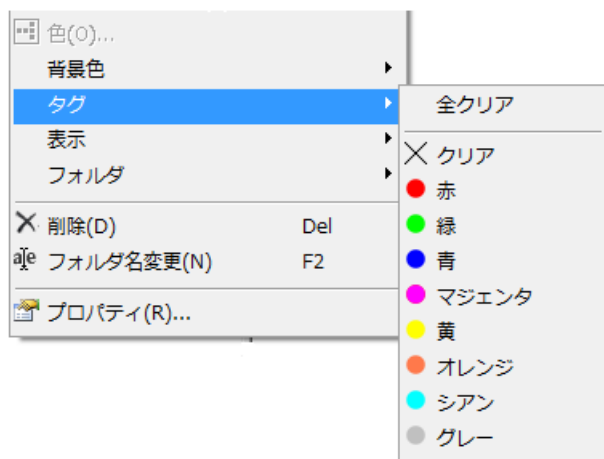 色(O)...
背景色
タグ
表示
フォルダ
削除(D) Del
フォルダ名変更(N) F2
プロパティ(R)...
全クリア
クリア
赤
緑
青
マジェンタ
黄
オレンジ
シアン
グレー